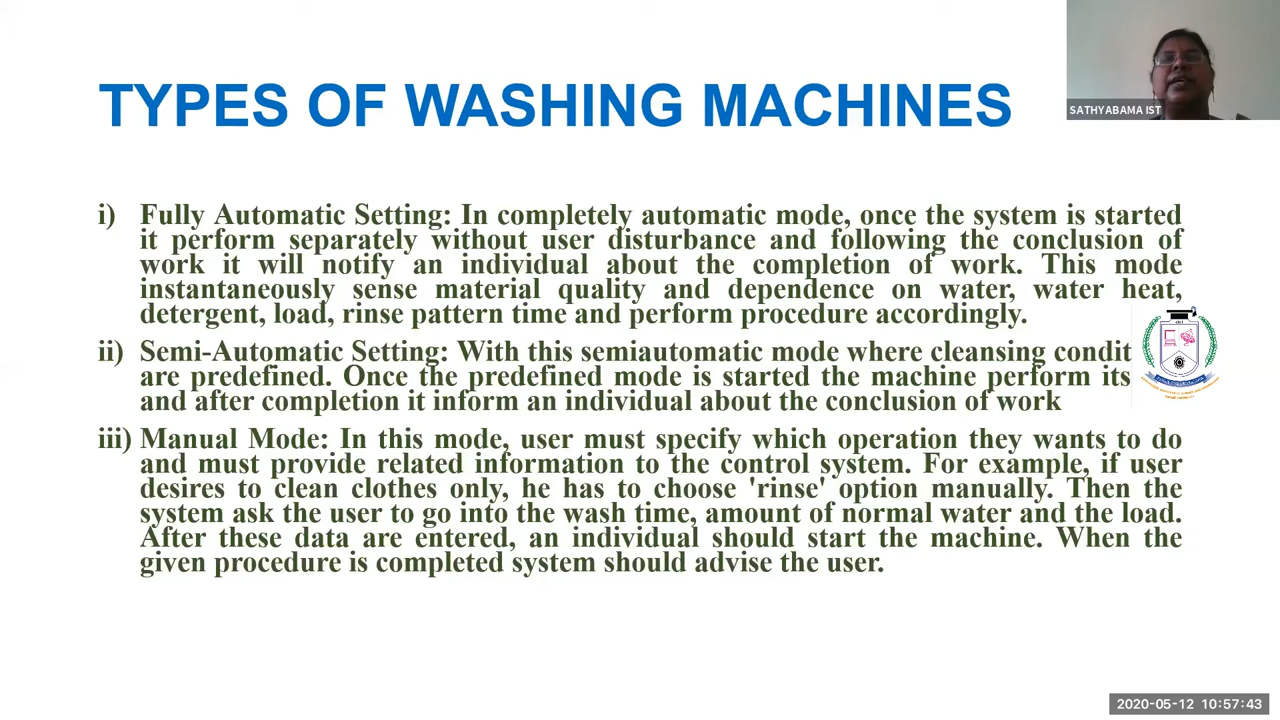 TYPES OF WASHING MACHINES
SATHYABAMA IST
i) Fully Automatic Setting: In completely automatic mode, once the system is started
it perform separately without user disturbance and following the conclusion of
work it will notify an individual about the completion of work. This mode
instantaneously sense material quality and dependence on water, water heat,
detergent, load, rinse pattern time and perform procedure accordingly.
ii) Semi-Automatic Setting: With this semiautomatic mode where cleansing condit
are predefined. Once the predefined mode is started the machine perform its
and after completion it inform an individual about the conclusion of work
iii) Manual Mode: In this mode, user must specify which operation they wants to do
and must provide related information to the control system. For example, if user
desires to clean clothes only, he has to choose 'rinse' option manually. Then the
system ask the user to go into the wash time, amount of normal water and the load.
After these data are entered, an individual should start the machine. When the
given procedure is completed system should advise the user.
2020-05-12 10:57:43